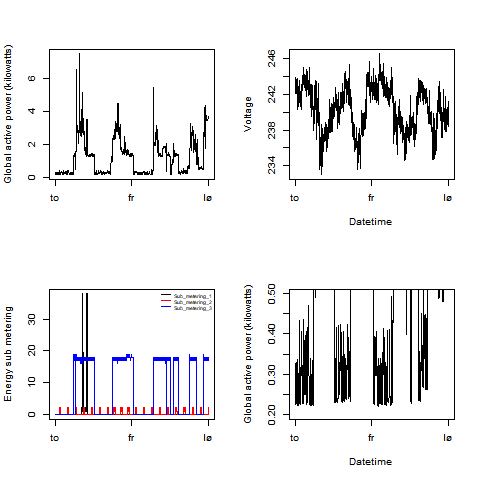 Global active power (kilowatts)
0 2 4 6
to fr lø
Voltage
234 238 242 246
to fr lø
Datetime
Energy sub metering
0 10 20 30
Sub_metering_1
Sub_metering_2
Sub_metering_3
to fr lø
Global active power (kilowatts)
0.20 0.30 0.40 0.50
to fr lø
Datetime